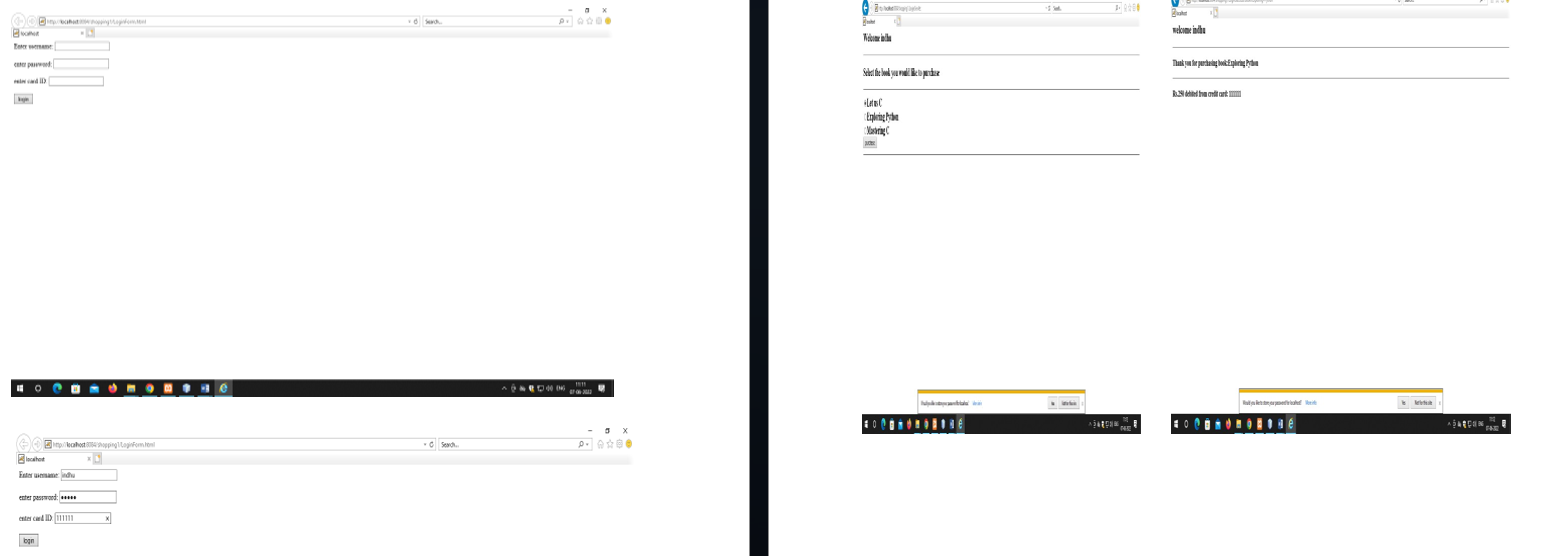 http://localhost:8084/shopping1/LoginForm.html
Search...
localhost
Enter username:
enter password:
enter card ID:
login
ENG
11:11
07-06-2022
http://localhost:8084/shopping1/LoginForm.html
Search...
localhost
Enter username: indhu
enter password: •••••
enter card ID: 111111
login
localhost
Welcome indhu
Select the book you would like to purchase
Let us C
Exploring Python
Mastering C
Would you like to store your password for localhost? More info
Yes Not for this site
localhost
welcome indhu
Thank you for purchasing book:Exploring Python
Rs.250 debited from credit card:
Would you like to store your password for localhost? More info
Yes Not for this site